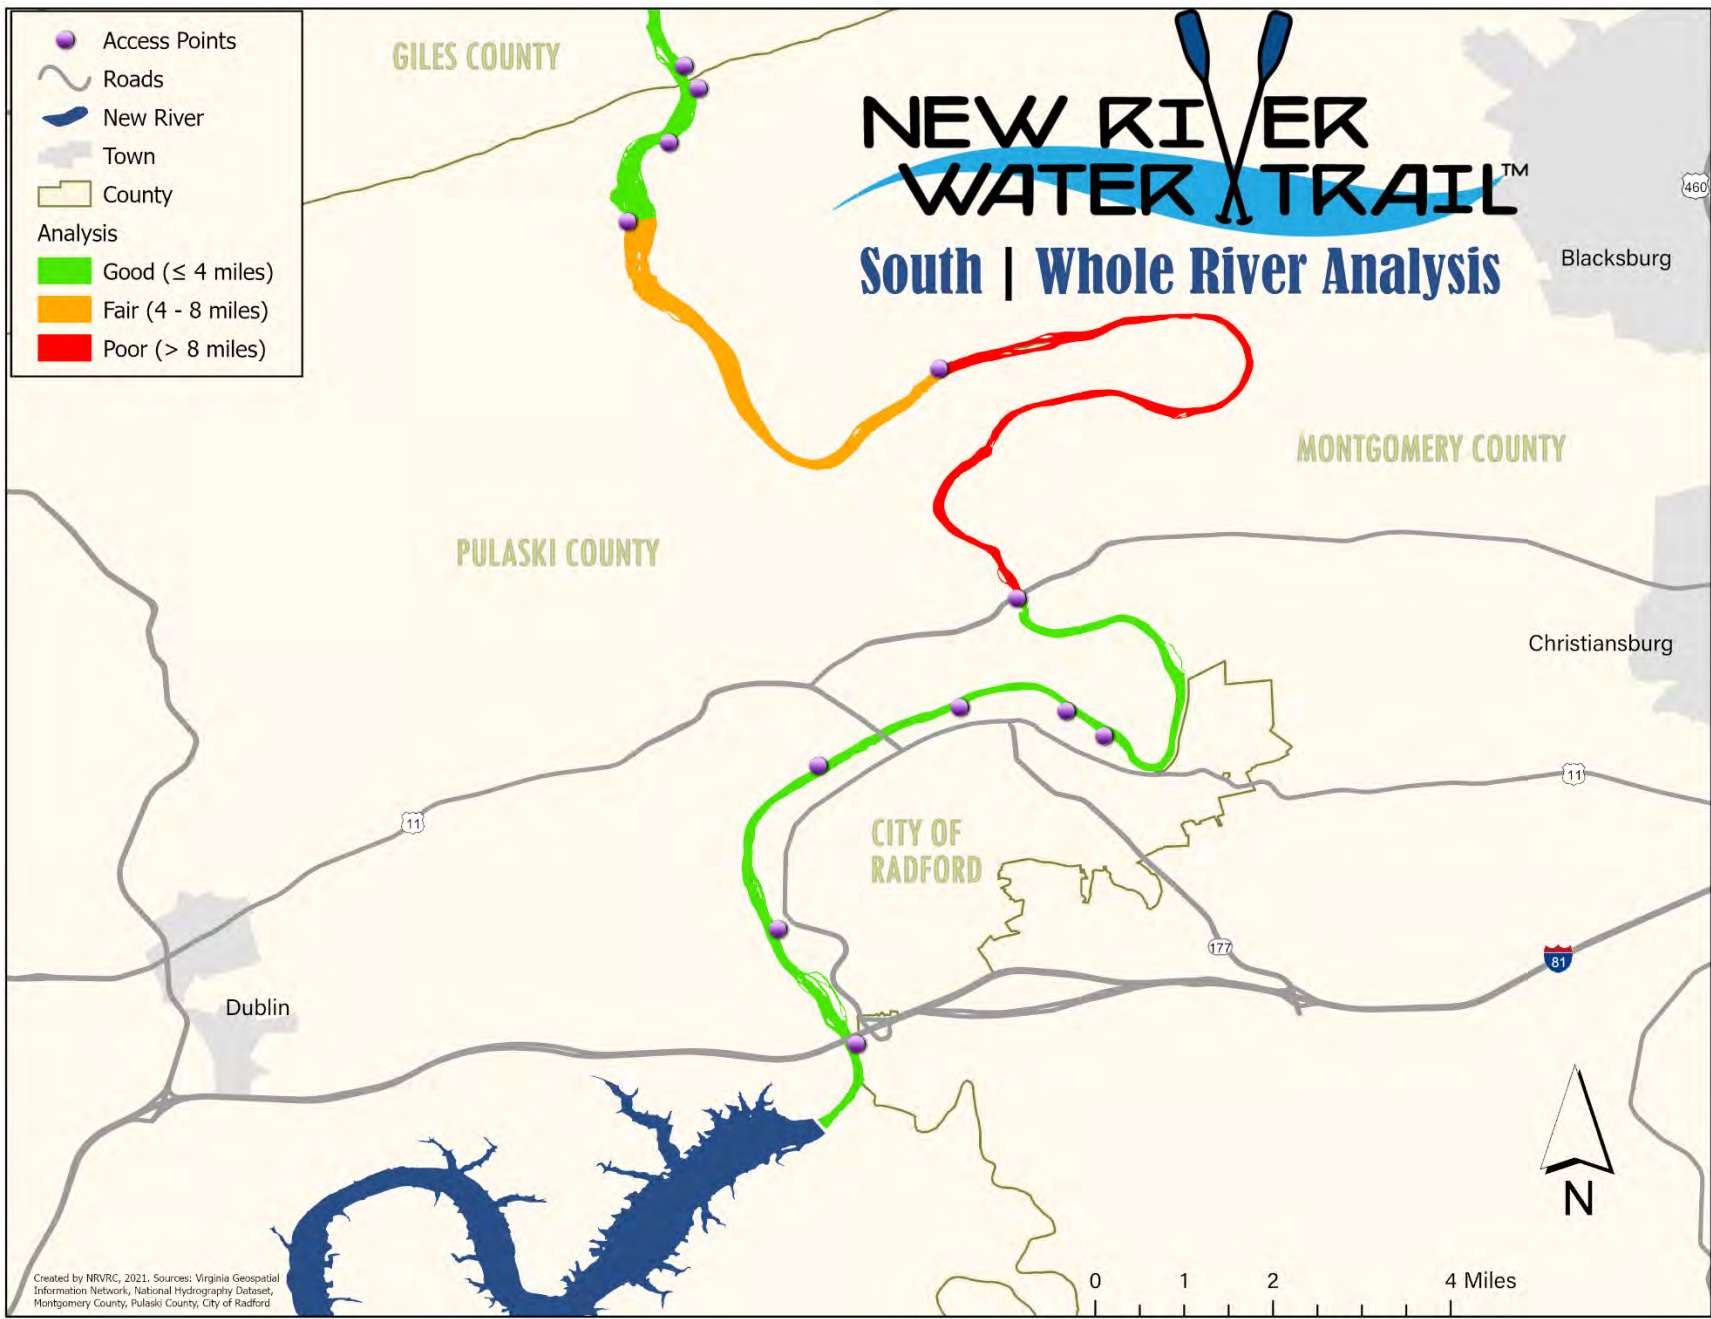 Access Points
Roads
New River
Town
County
Analysis
Good (≤ 4 miles)
Fair (4 - 8 miles)
Poor (> 8 miles)
GILES COUNTY
NEW RIVER
WATER TRAIL™
South | Whole River Analysis
460
Blacksburg
MONTGOMERY COUNTY
PULASKI COUNTY
Christiansburg
11
11
CITY OF
RADFORD
177
81
Dublin
N
0 1 2 4 Miles
Created by NRVRC, 2021. Sources: Virginia Geospatial
Information Network, National Hydrography Dataset,
Montgomery County, Pulaski County, City of Radford